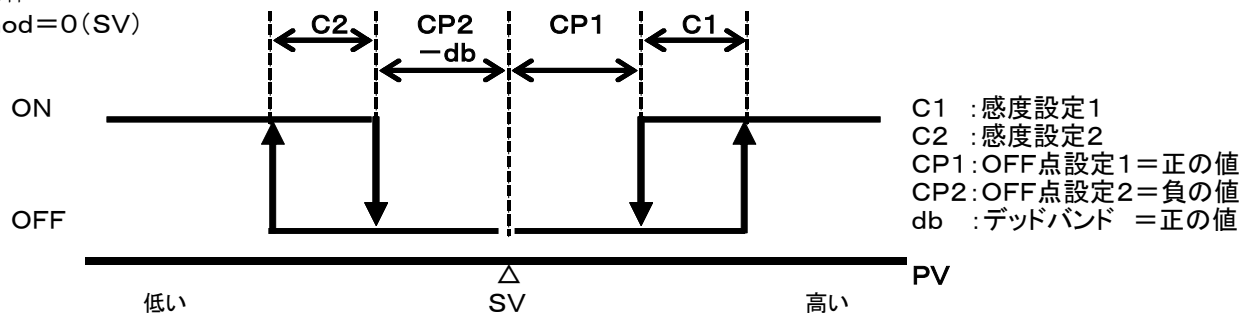 od=0(SV)
C2
CP2
-db
CP1
C1
ON
OFF
C1 :感度設定1
C2 :感度設定2
CP1:OFF点設定1=正の値
CP2:OFF点設定2=負の値
db :デッドバンド =正の値
PV
低い
△
SV
高い